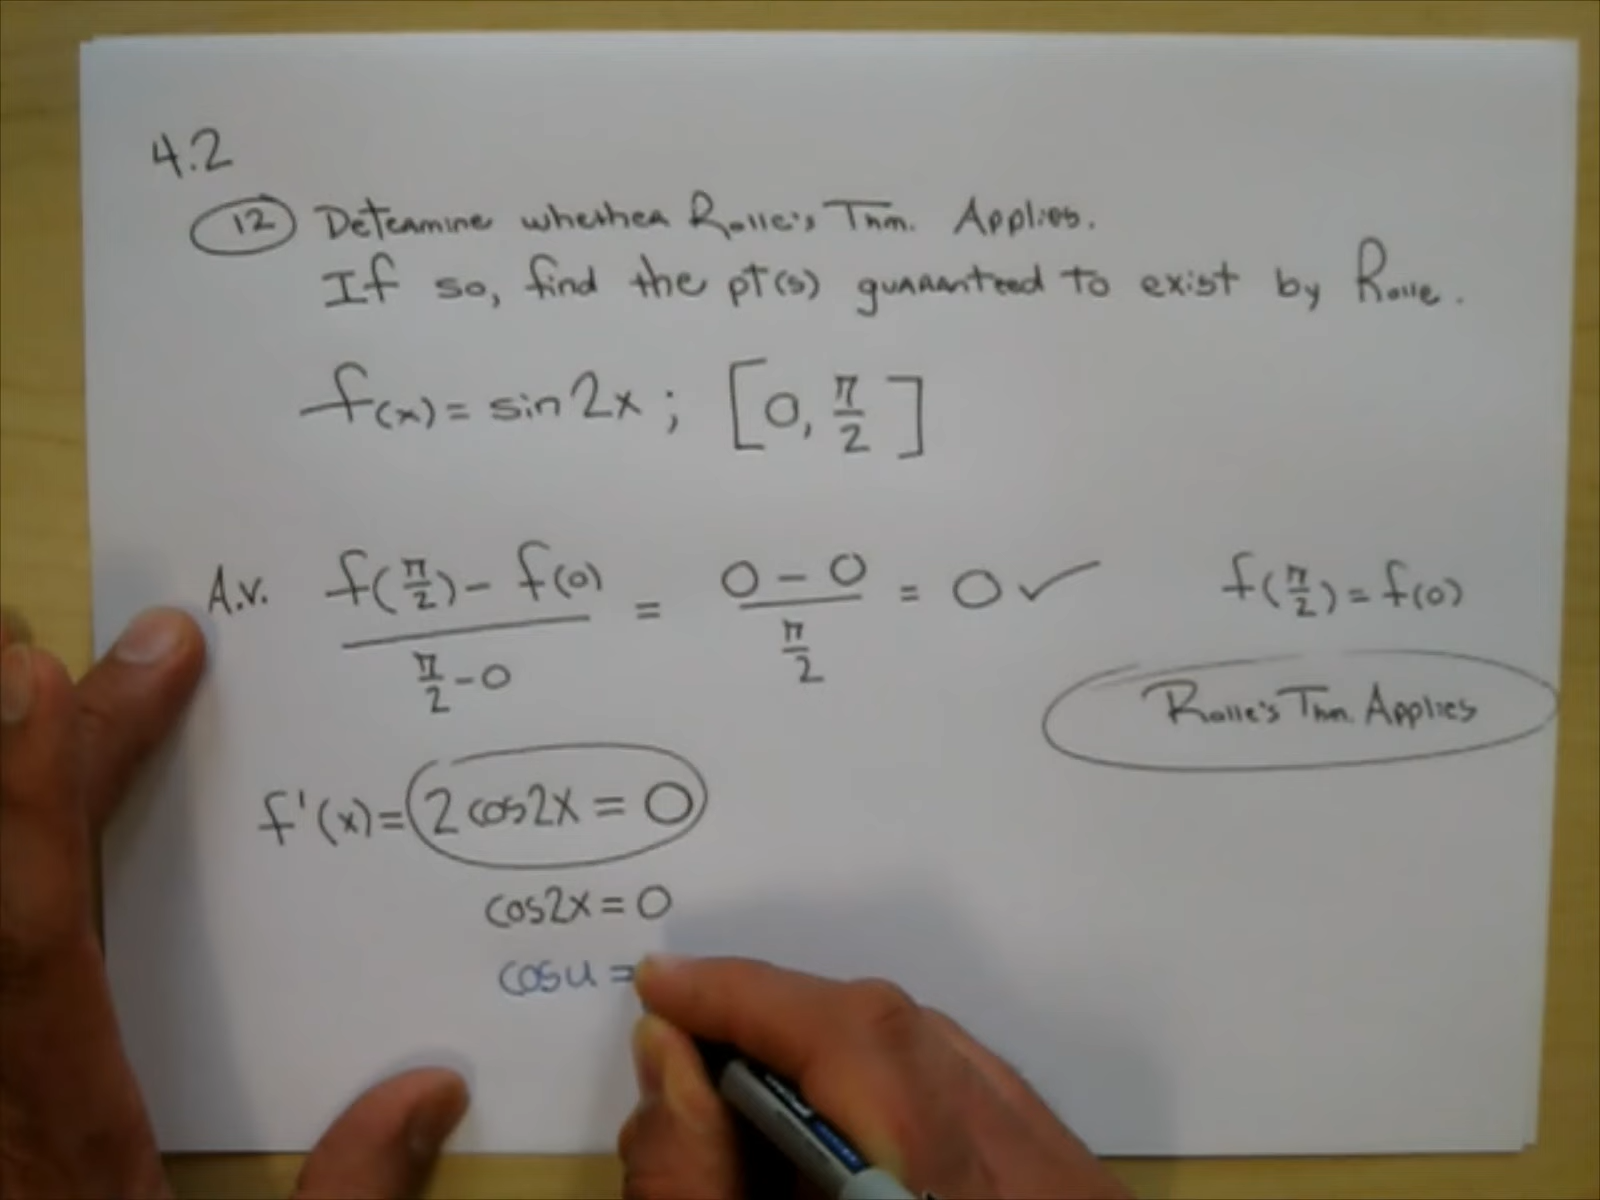 4.2
12 Determine whether Rolle's Thm. Applies.
If so, find the pt(s) guaranteed to exist by Rolle.
f(x) = sin 2x ; [0, π/2]
A.V. f(π/2) - f(0) / π/2 - 0 = 0 - 0 / π/2 = 0 ✓ f(π/2) = f(0)
Rolle's Thm. Applies
f'(x) = 2 cos 2x = 0
cos 2x = 0
cos u =